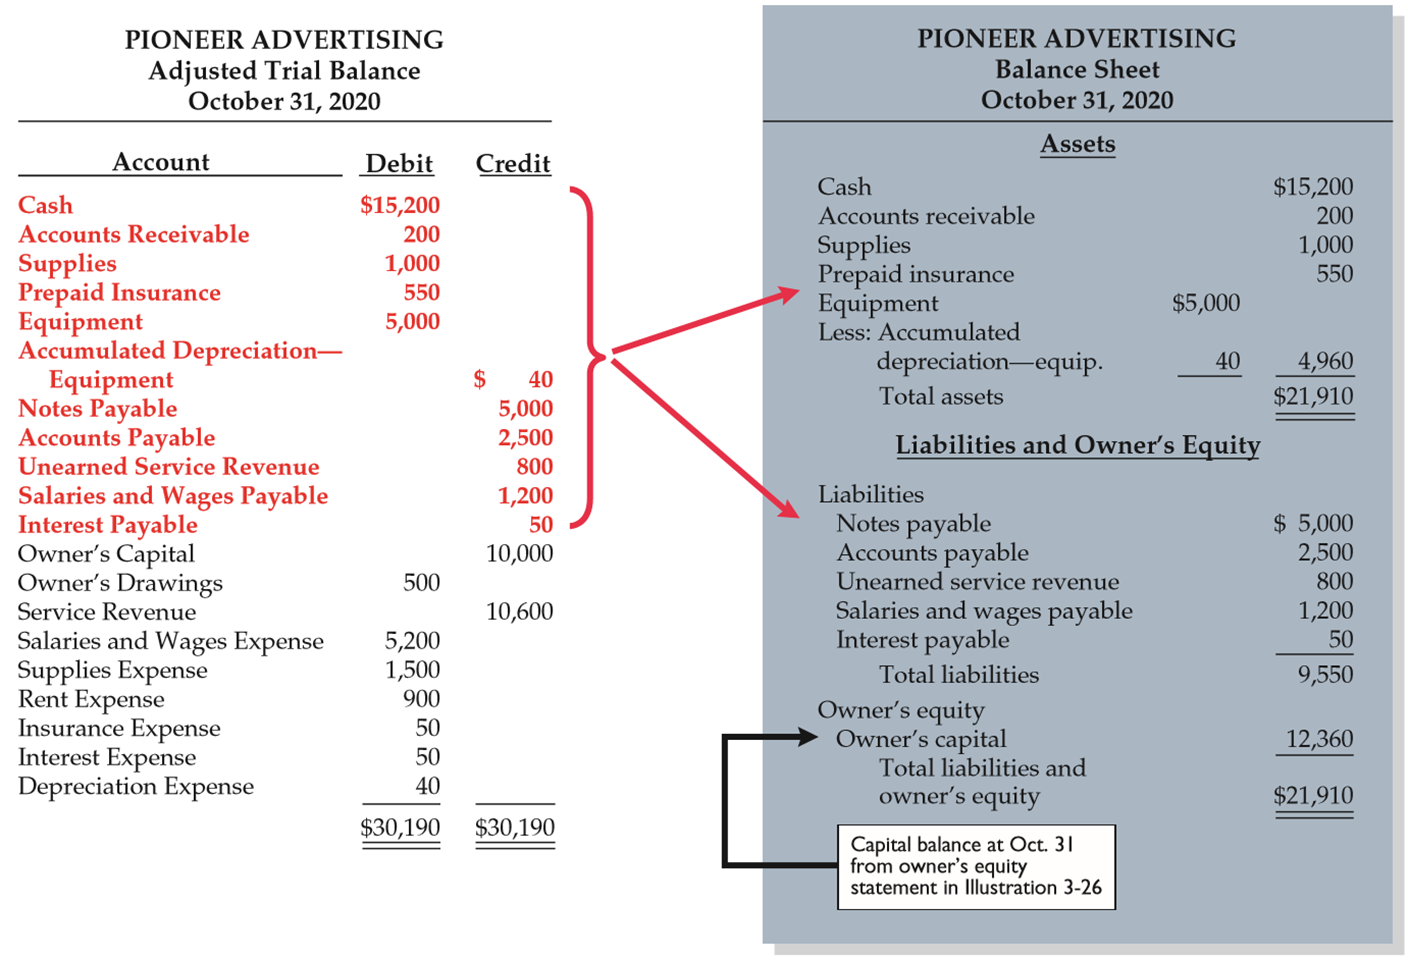 PIONEER ADVERTISING
Adjusted Trial Balance
October 31, 2020
Account Debit Credit
Cash $15,200
Accounts Receivable 200
Supplies 1,000
Prepaid Insurance 550
Equipment 5,000
Accumulated Depreciation—
Equipment $ 40
Notes Payable 5,000
Accounts Payable 2,500
Unearned Service Revenue 800
Salaries and Wages Payable 1,200
Interest Payable 50
Owner’s Capital 10,000
Owner’s Drawings 500
Service Revenue 10,600
Salaries and Wages Expense 5,200
Supplies Expense 1,500
Rent Expense 900
Insurance Expense 50
Interest Expense 50
Depreciation Expense 40
$30,190 $30,190
PIONEER ADVERTISING
Balance Sheet
October 31, 2020
Assets
Cash $15,200
Accounts receivable 200
Supplies 1,000
Prepaid insurance 550
Equipment $5,000
Less: Accumulated
depreciation—equip. 40 4,960
Total assets $21,910
Liabilities and Owner’s Equity
Liabilities
Notes payable $ 5,000
Accounts payable 2,500
Unearned service revenue 800
Salaries and wages payable 1,200
Interest payable 50
Total liabilities 9,550
Owner’s equity
Owner’s capital 12,360
Total liabilities and
owner’s equity $21,910
Capital balance at Oct. 31
from owner’s equity
statement in Illustration 3-26